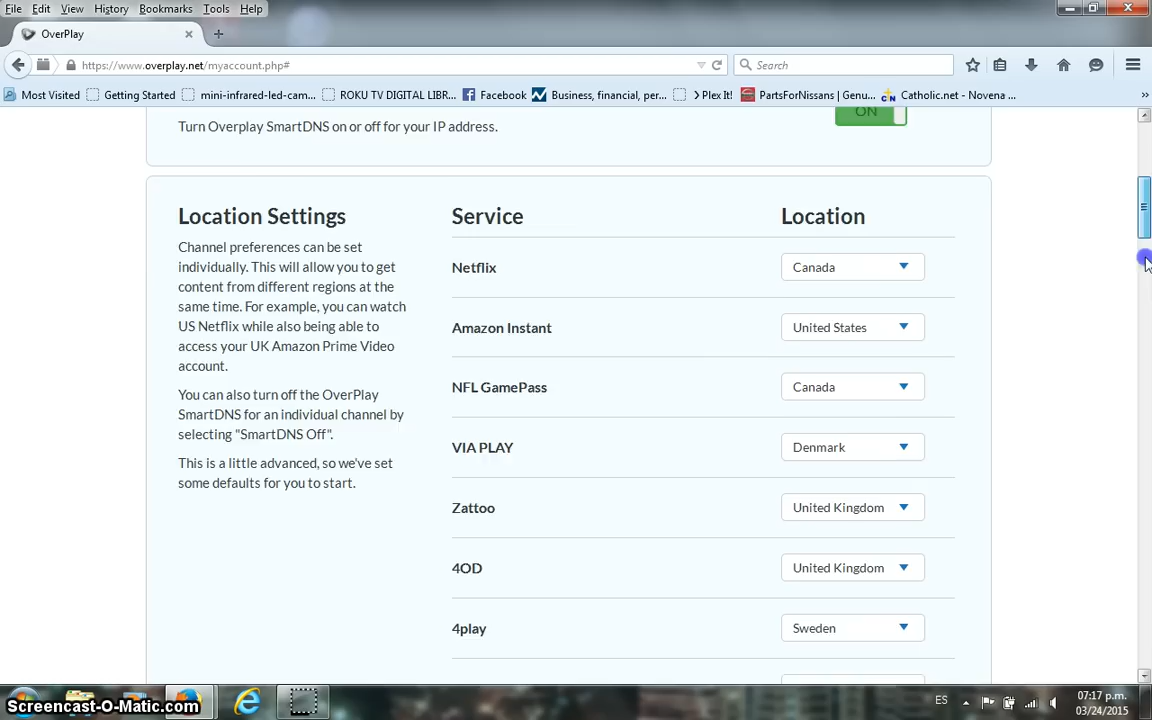 File Edit View History Bookmarks Tools Help
OverPlay
https://www.overplay.net/myaccount.php#
Search
Most Visited Getting Started mini-infrared-led-cam... ROKU TV DIGITAL LIBR... Facebook Business, financial, per... Plex It! PartsForNissans | Genu... Catholic.net - Novena ...
Turn Overplay SmartDNS on or off for your IP address.
ON
Location Settings
Channel preferences can be set
individually. This will allow you to get
content from different regions at the
same time. For example, you can watch
US Netflix while also being able to
access your UK Amazon Prime Video
account.
You can also turn off the OverPlay
SmartDNS for an individual channel by
selecting "SmartDNS Off".
This is a little advanced, so we've set
some defaults for you to start.
Service Location
Netflix Canada
Amazon Instant United States
NFL GamePass Canada
VIA PLAY Denmark
Zattoo United Kingdom
4OD United Kingdom
4play Sweden
Screencast-O-Matic.com
ES
07:17 p.m.
03/24/2015